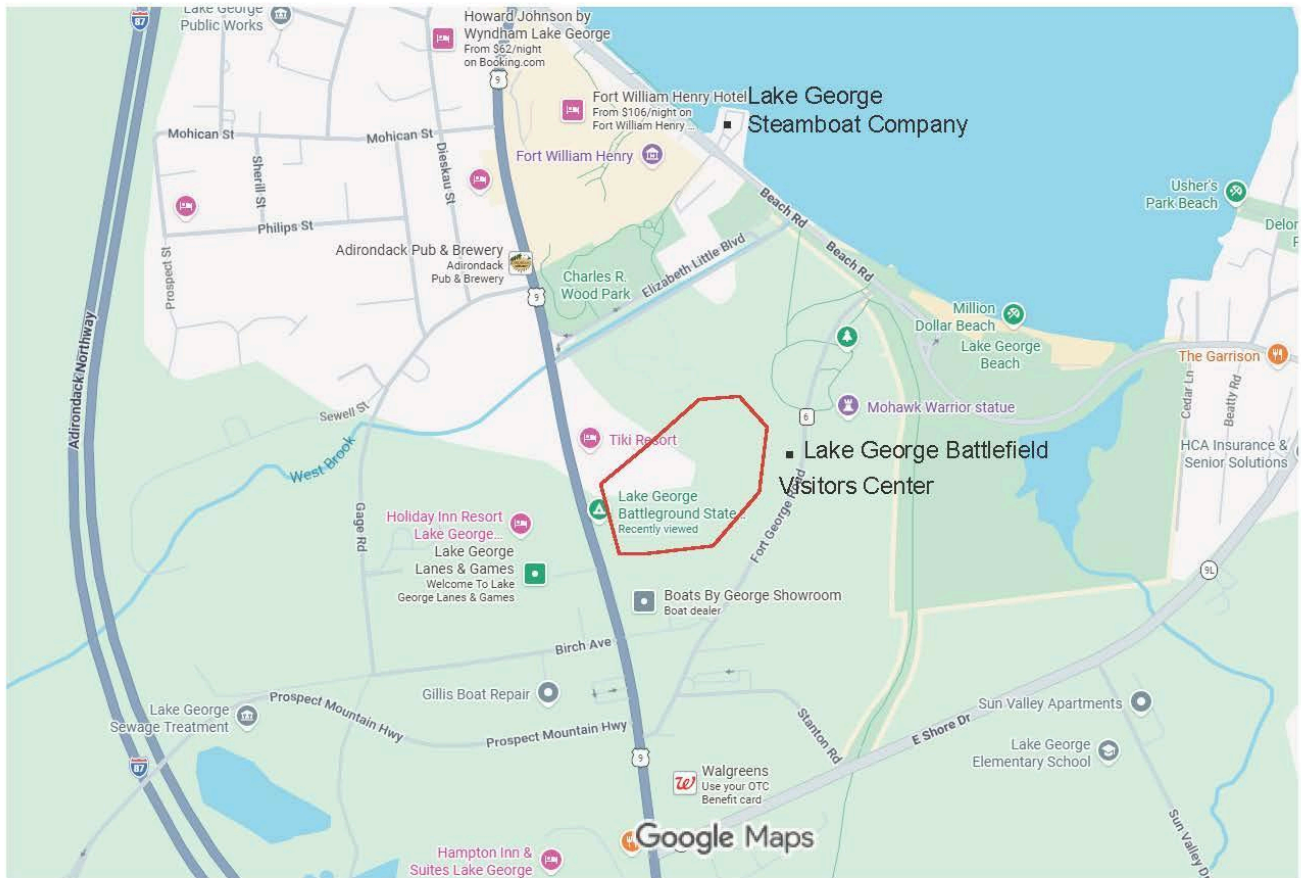 Lake George
Public Works
87
Howard Johnson by
Wyndham Lake George
From $62/night
on Booking.com
9
Fort William Henry Hotel
From $106/night on
Fort William Henry ...
Lake George
Steamboat Company
Mohican St
Mohican St
Sherill St
Dieskau St
Fort William Henry
Philips St
Prospect St
Beach Rd
Beach Rd
Usher's
Park Beach
Adirondack Pub & Brewery
Adirondack
Pub & Brewery
9
Charles R.
Wood Park
Elizabeth Little Blvd
Million
Dollar Beach
Lake George
Beach
The Garrison
Cedar Ln
Beatty Rd
Adirondack Northway
Sewell St
West Brook
Gage Rd
Tiki Resort
6
Mohawk Warrior statue
Lake George Battlefield
Visitors Center
HCA Insurance &
Senior Solutions
Lake George
Battleground State...
Recently viewed
Fort George Road
Holiday Inn Resort
Lake George...
Lake George
Lanes & Games
Welcome To Lake
George Lanes & Games
Boats By George Showroom
Boat dealer
9L
Birch Ave
Gillis Boat Repair
Prospect Mountain Hwy
Prospect Mountain Hwy
Lake George
Sewage Treatment
87
9
Stanton Rd
E Shore Dr
Sun Valley Apartments
Lake George
Elementary School
Sun Valley Dr
Walgreens
Use your OTC
Benefit card
Google Maps
Hampton Inn &
Suites Lake George